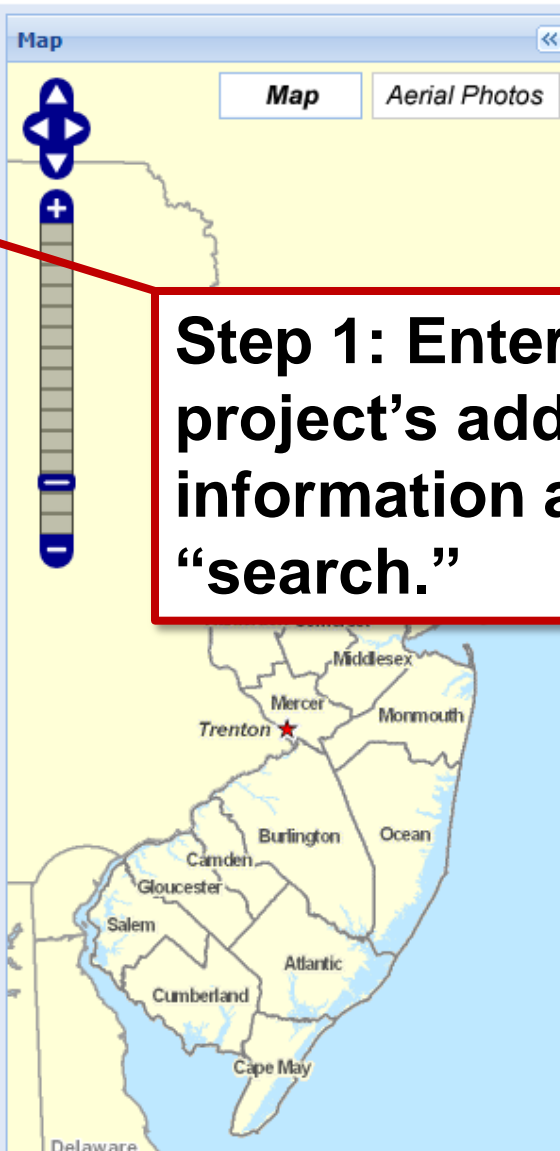 Map
Map
Aerial Photos
Step 1: Enter
project’s add
information a
“search.”
Middlesex
Mercer
Monmouth
Trenton
Burlington
Ocean
Camden
Gloucester
Salem
Atlantic
Cumberland
Cape May
Delaware